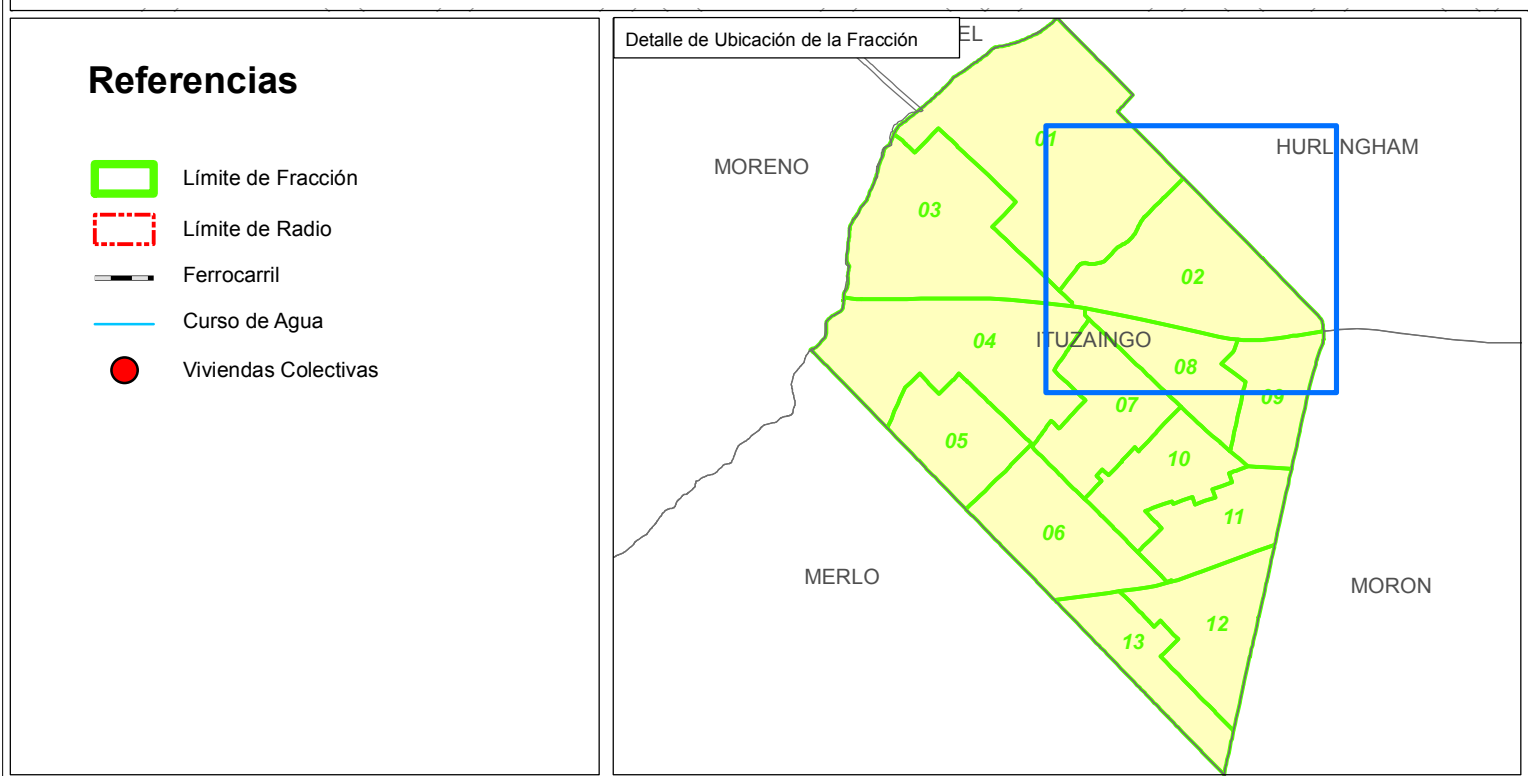 Referencias
Límite de Fracción
Límite de Radio
Ferrocarril
Curso de Agua
Viviendas Colectivas
Detalle de Ubicación de la Fracción
EL
MORENO
HURLINGHAM
01
03
02
ITUZAINGO
04
08
07
09
05
10
11
06
MERLO
MORON
12
13